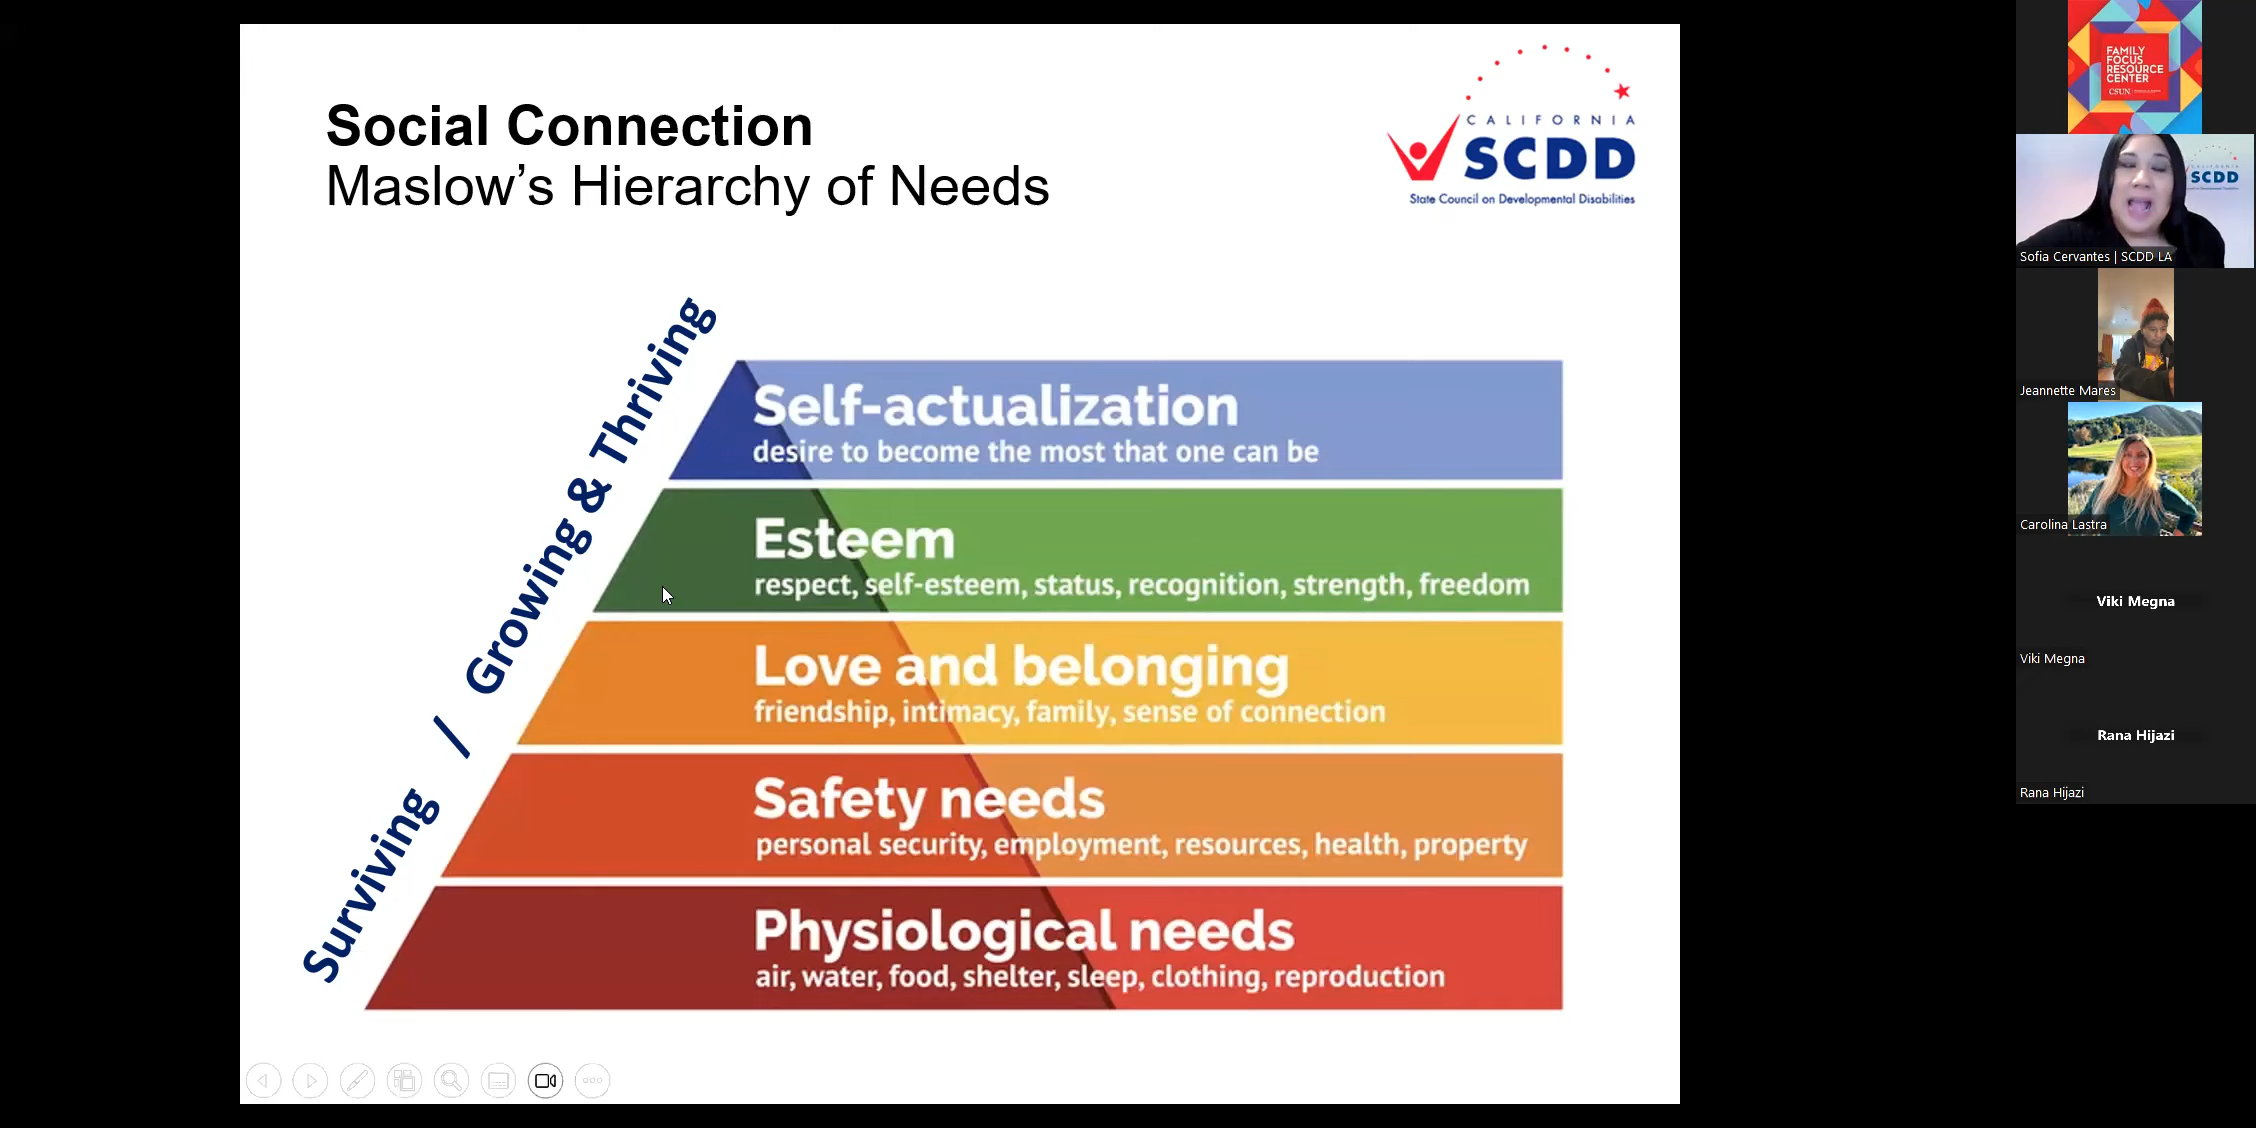 Social Connection
Maslow’s Hierarchy of Needs
CALIFORNIA
SCDD
State Council on Developmental Disabilities
Surviving / Growing & Thriving
Self-actualization
desire to become the most that one can be
Esteem
respect, self-esteem, status, recognition, strength, freedom
Love and belonging
friendship, intimacy, family, sense of connection
Safety needs
personal security, employment, resources, health, property
Physiological needs
air, water, food, shelter, sleep, clothing, reproduction
FAMILY
FOCUS
RESOURCE
CENTER
CSUN
SCDD
Sofia Cervantes | SCDD LA
Jeannette Mares
Carolina Lastra
Viki Megna
Viki Megna
Rana Hijazi
Rana Hijazi